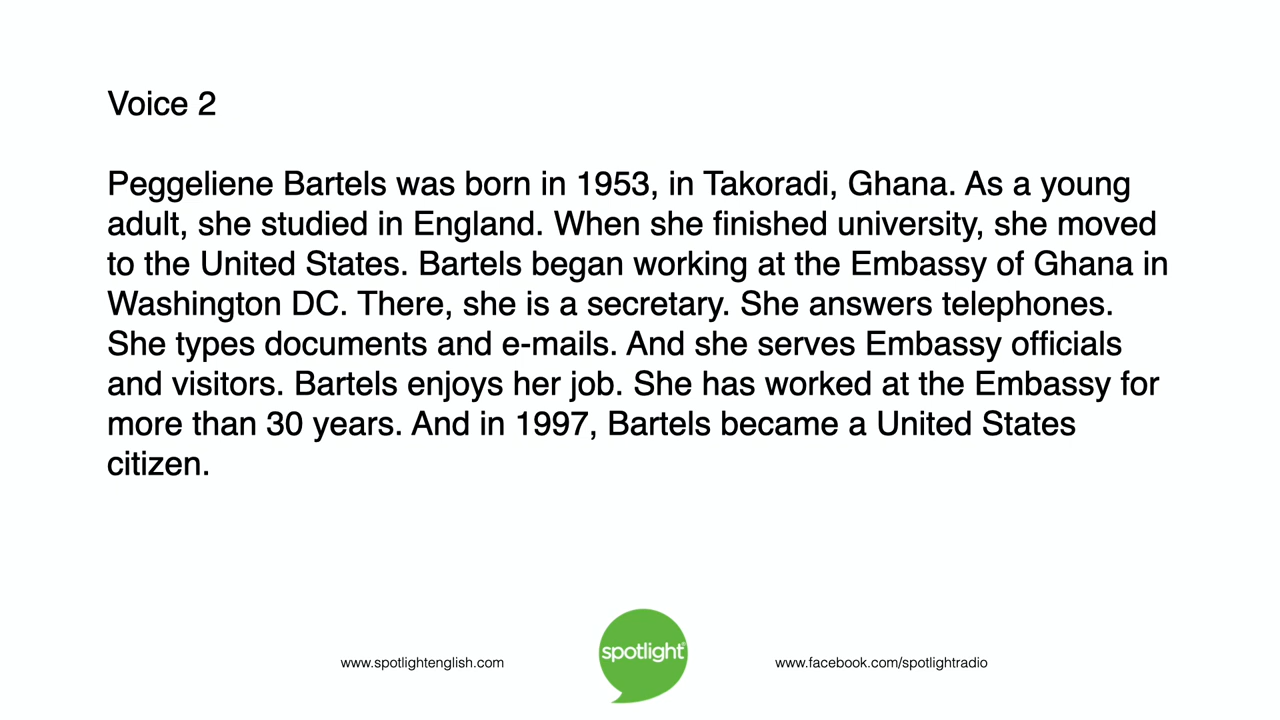 Voice 2
Peggeliene Bartels was born in 1953, in Takoradi, Ghana. As a young
adult, she studied in England. When she finished university, she moved
to the United States. Bartels began working at the Embassy of Ghana in
Washington DC. There, she is a secretary. She answers telephones.
She types documents and e-mails. And she serves Embassy officials
and visitors. Bartels enjoys her job. She has worked at the Embassy for
more than 30 years. And in 1997, Bartels became a United States
citizen.
www.spotlightenglish.com
spotlight
www.facebook.com/spotlightradio